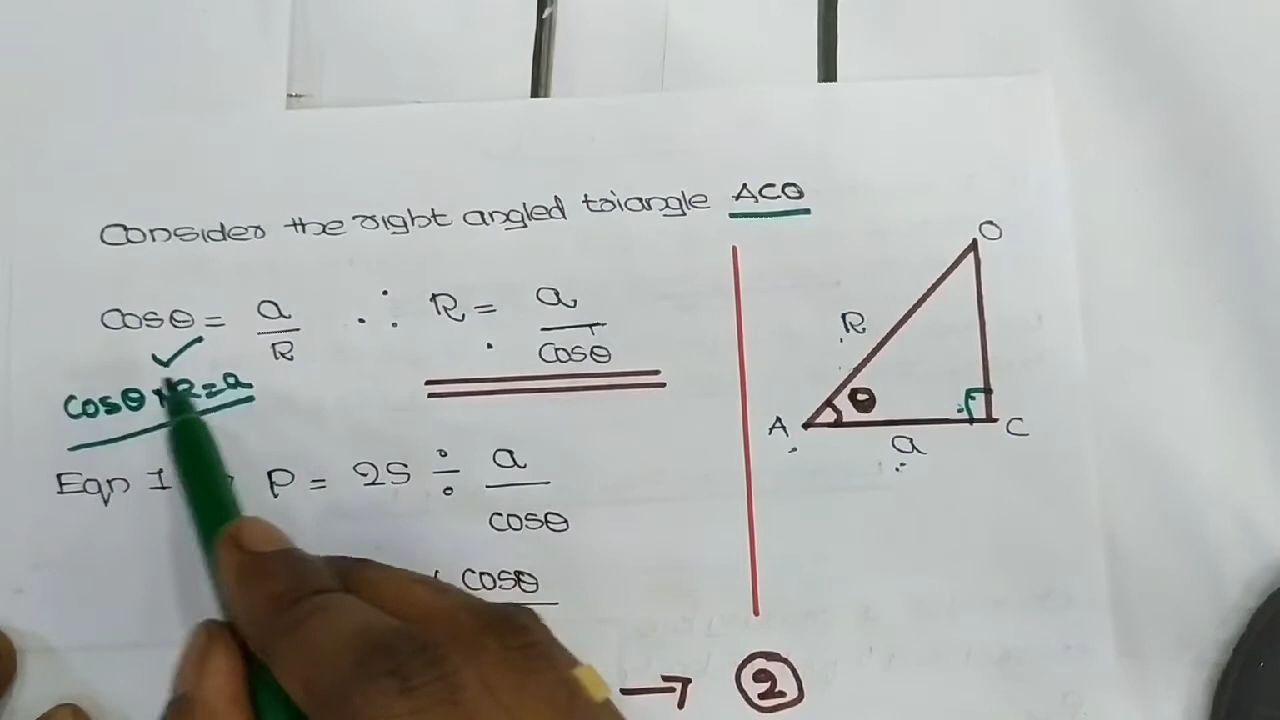 Consider the right angled triangle ACO
Cosθ = a/R ∴ R = a/Cosθ
Cosθ × R = a
Eqn 1 P = 2S ÷ a/cosθ
cosθ
→ 2
O
R
θ
A
a
C